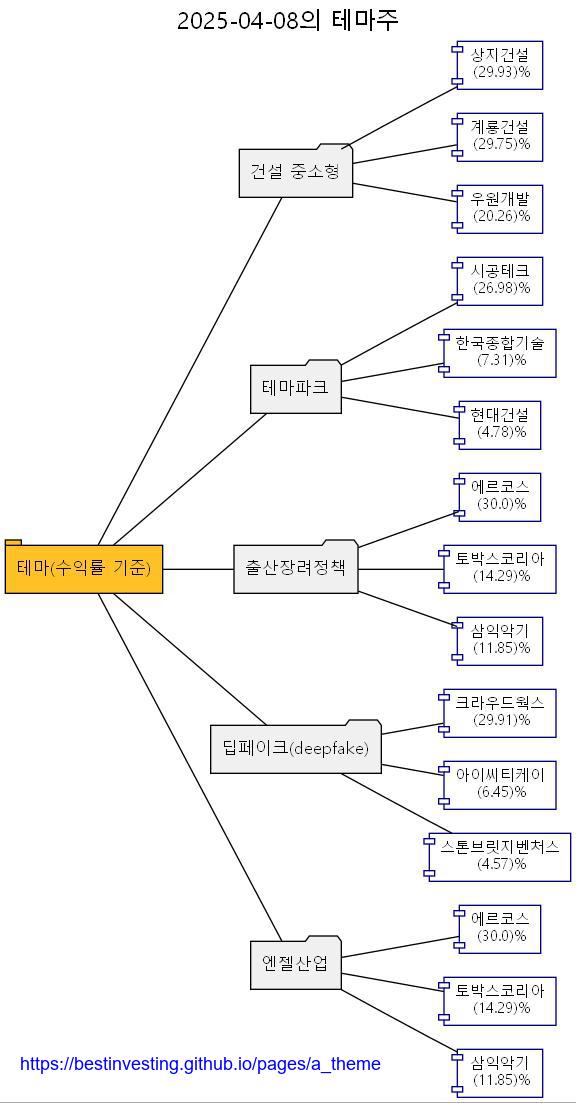 2025-04-08의 테마주
상지건설
(29.93)%
계룡건설
(29.75)%
건설 중소형
우원개발
(20.26)%
시공테크
(26.98)%
한국종합기술
(7.31)%
테마파크
현대건설
(4.78)%
에르코스
(30.0)%
테마(수익률 기준)
출산장려정책
토박스코리아
(14.29)%
삼익악기
(11.85)%
크라우드웍스
(29.91)%
딥페이크(deepfake)
아이씨티케이
(6.45)%
스톤브릿지벤처스
(4.57)%
에르코스
(30.0)%
엔젤산업
토박스코리아
(14.29)%
삼익악기
(11.85)%
https://bestinvesting.github.io/pages/a_theme